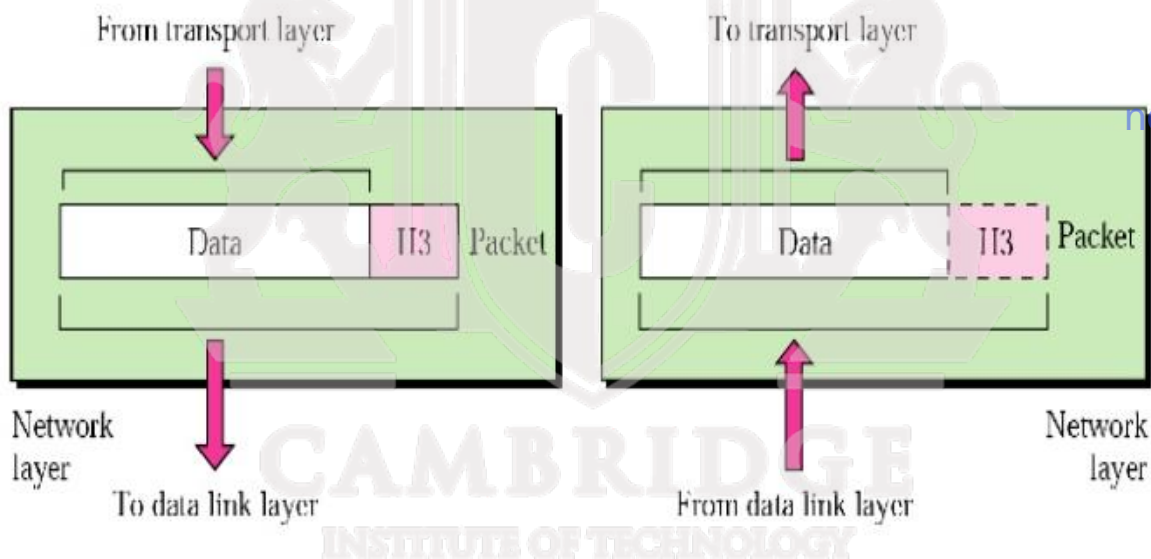 From transport layer
To transport layer
Data
H3
Packet
Data
H3
Packet
Network
layer
Network
layer
To data link layer
From data link layer
CAMBRIDGE
INSTITUTE OF TECHNOLOGY